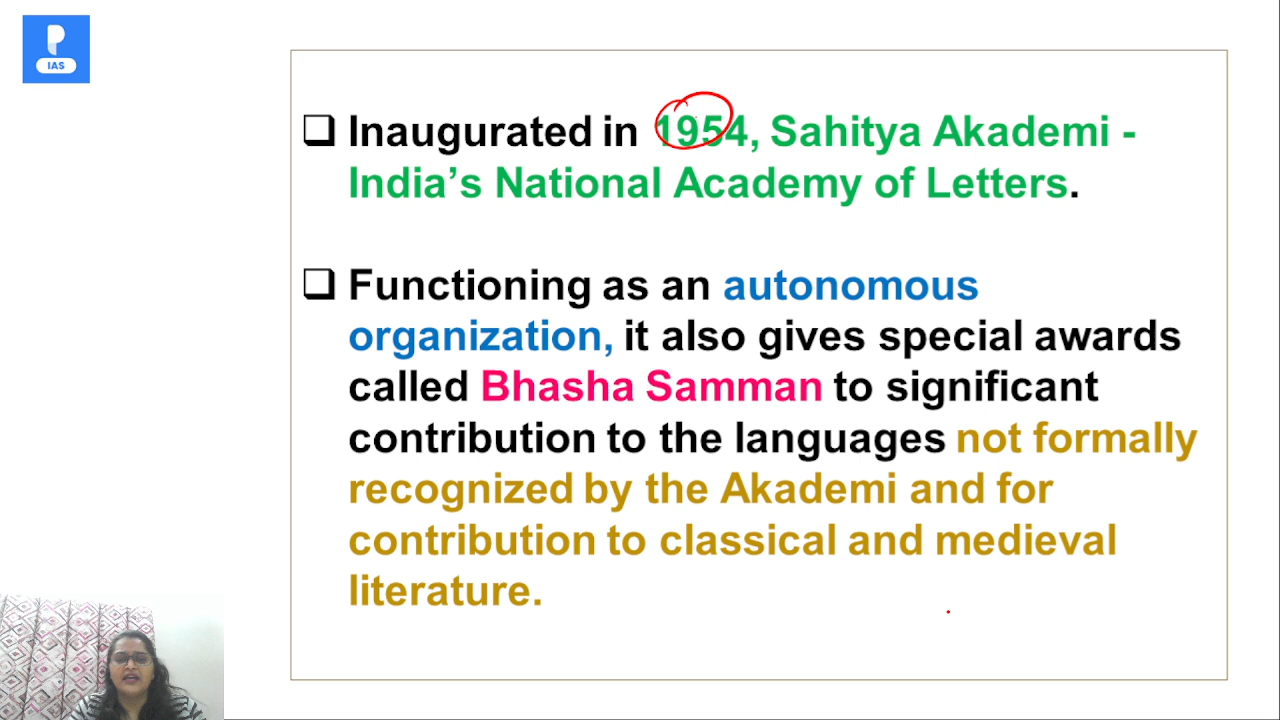 IAS
❑ Inaugurated in 1954, Sahitya Akademi -
India’s National Academy of Letters.
❑ Functioning as an autonomous
organization, it also gives special awards
called Bhasha Samman to significant
contribution to the languages not formally
recognized by the Akademi and for
contribution to classical and medieval
literature.